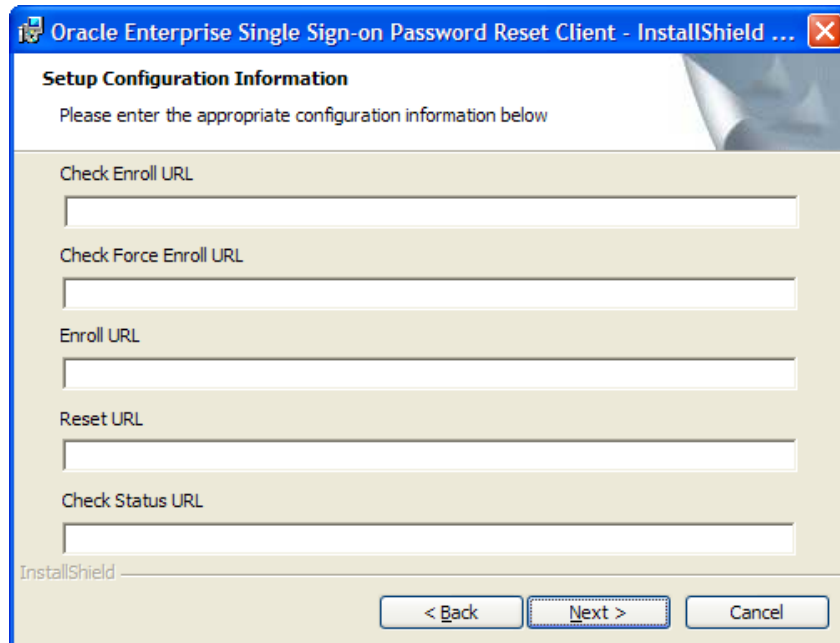 Oracle Enterprise Single Sign-on Password Reset Client - InstallShield ...
Setup Configuration Information
Please enter the appropriate configuration information below
Check Enroll URL
Check Force Enroll URL
Enroll URL
Reset URL
Check Status URL
InstallShield
< Back Next > Cancel